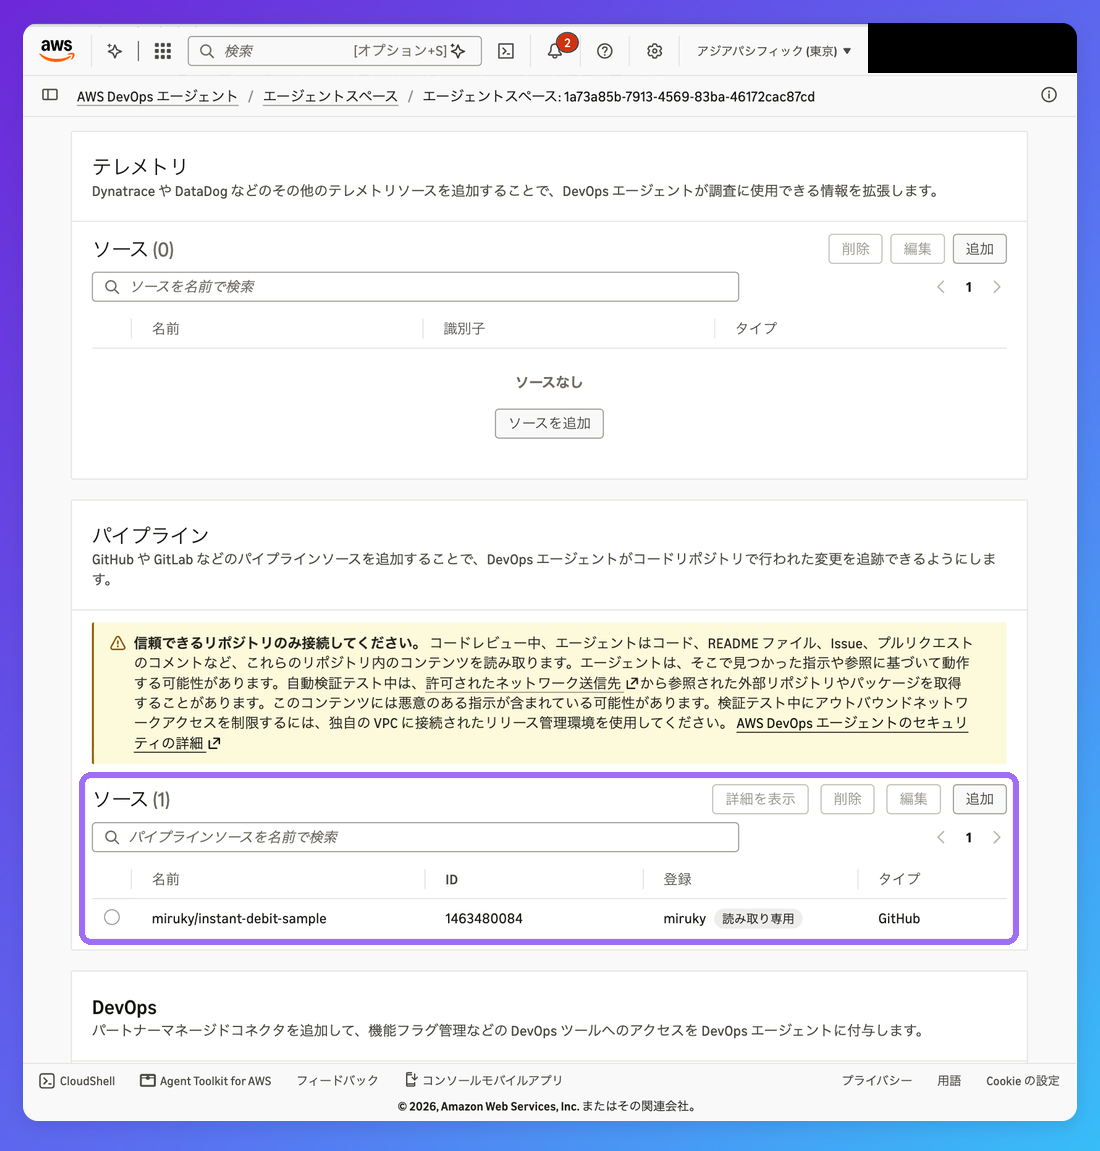 aws
検索
[オプション+S]
2
アジアパシフィック (東京) ▼
AWS DevOps エージェント / エージェントスペース / エージェントスペース: 1a73a85b-7913-4569-83ba-46172cac87cd
テレメトリ
Dynatrace や DataDog などのその他のテレメトリソースを追加することで、DevOps エージェントが調査に使用できる情報を拡張します。
ソース (0)
削除
編集
追加
ソースを名前で検索
1
名前
識別子
タイプ
ソースなし
ソースを追加
パイプライン
GitHub や GitLab などのパイプラインソースを追加することで、DevOps エージェントがコードリポジトリで行われた変更を追跡できるようにしま
す。
信頼できるリポジトリのみ接続してください。 コードレビュー中、エージェントはコード、README ファイル、Issue、プルリクエスト
のコメントなど、これらのリポジトリ内のコンテンツを読み取ります。エージェントは、そこで見つかった指示や参照に基づいて動作
する可能性があります。自動検証テスト中は、許可されたネットワーク送信先 から参照された外部リポジトリやパッケージを取得
することがあります。このコンテンツには悪意のある指示が含まれている可能性があります。検証テスト中にアウトバウンドネットワ
ークアクセスを制限するには、独自の VPC に接続されたリリース管理環境を使用してください。 AWS DevOps エージェントのセキュリ
ティの詳細
ソース (1)
詳細を表示
削除
編集
追加
パイプラインソースを名前で検索
1
名前
ID
登録
タイプ
miruky/instant-debit-sample
1463480084
miruky 読み取り専用
GitHub
DevOps
パートナーマネージドコネクタを追加して、機能フラグ管理などの DevOps ツールへのアクセスを DevOps エージェントに付与します。
CloudShell
Agent Toolkit for AWS
フィードバック
コンソールモバイルアプリ
プライバシー
用語
Cookie の設定
© 2026, Amazon Web Services, Inc. またはその関連会社。